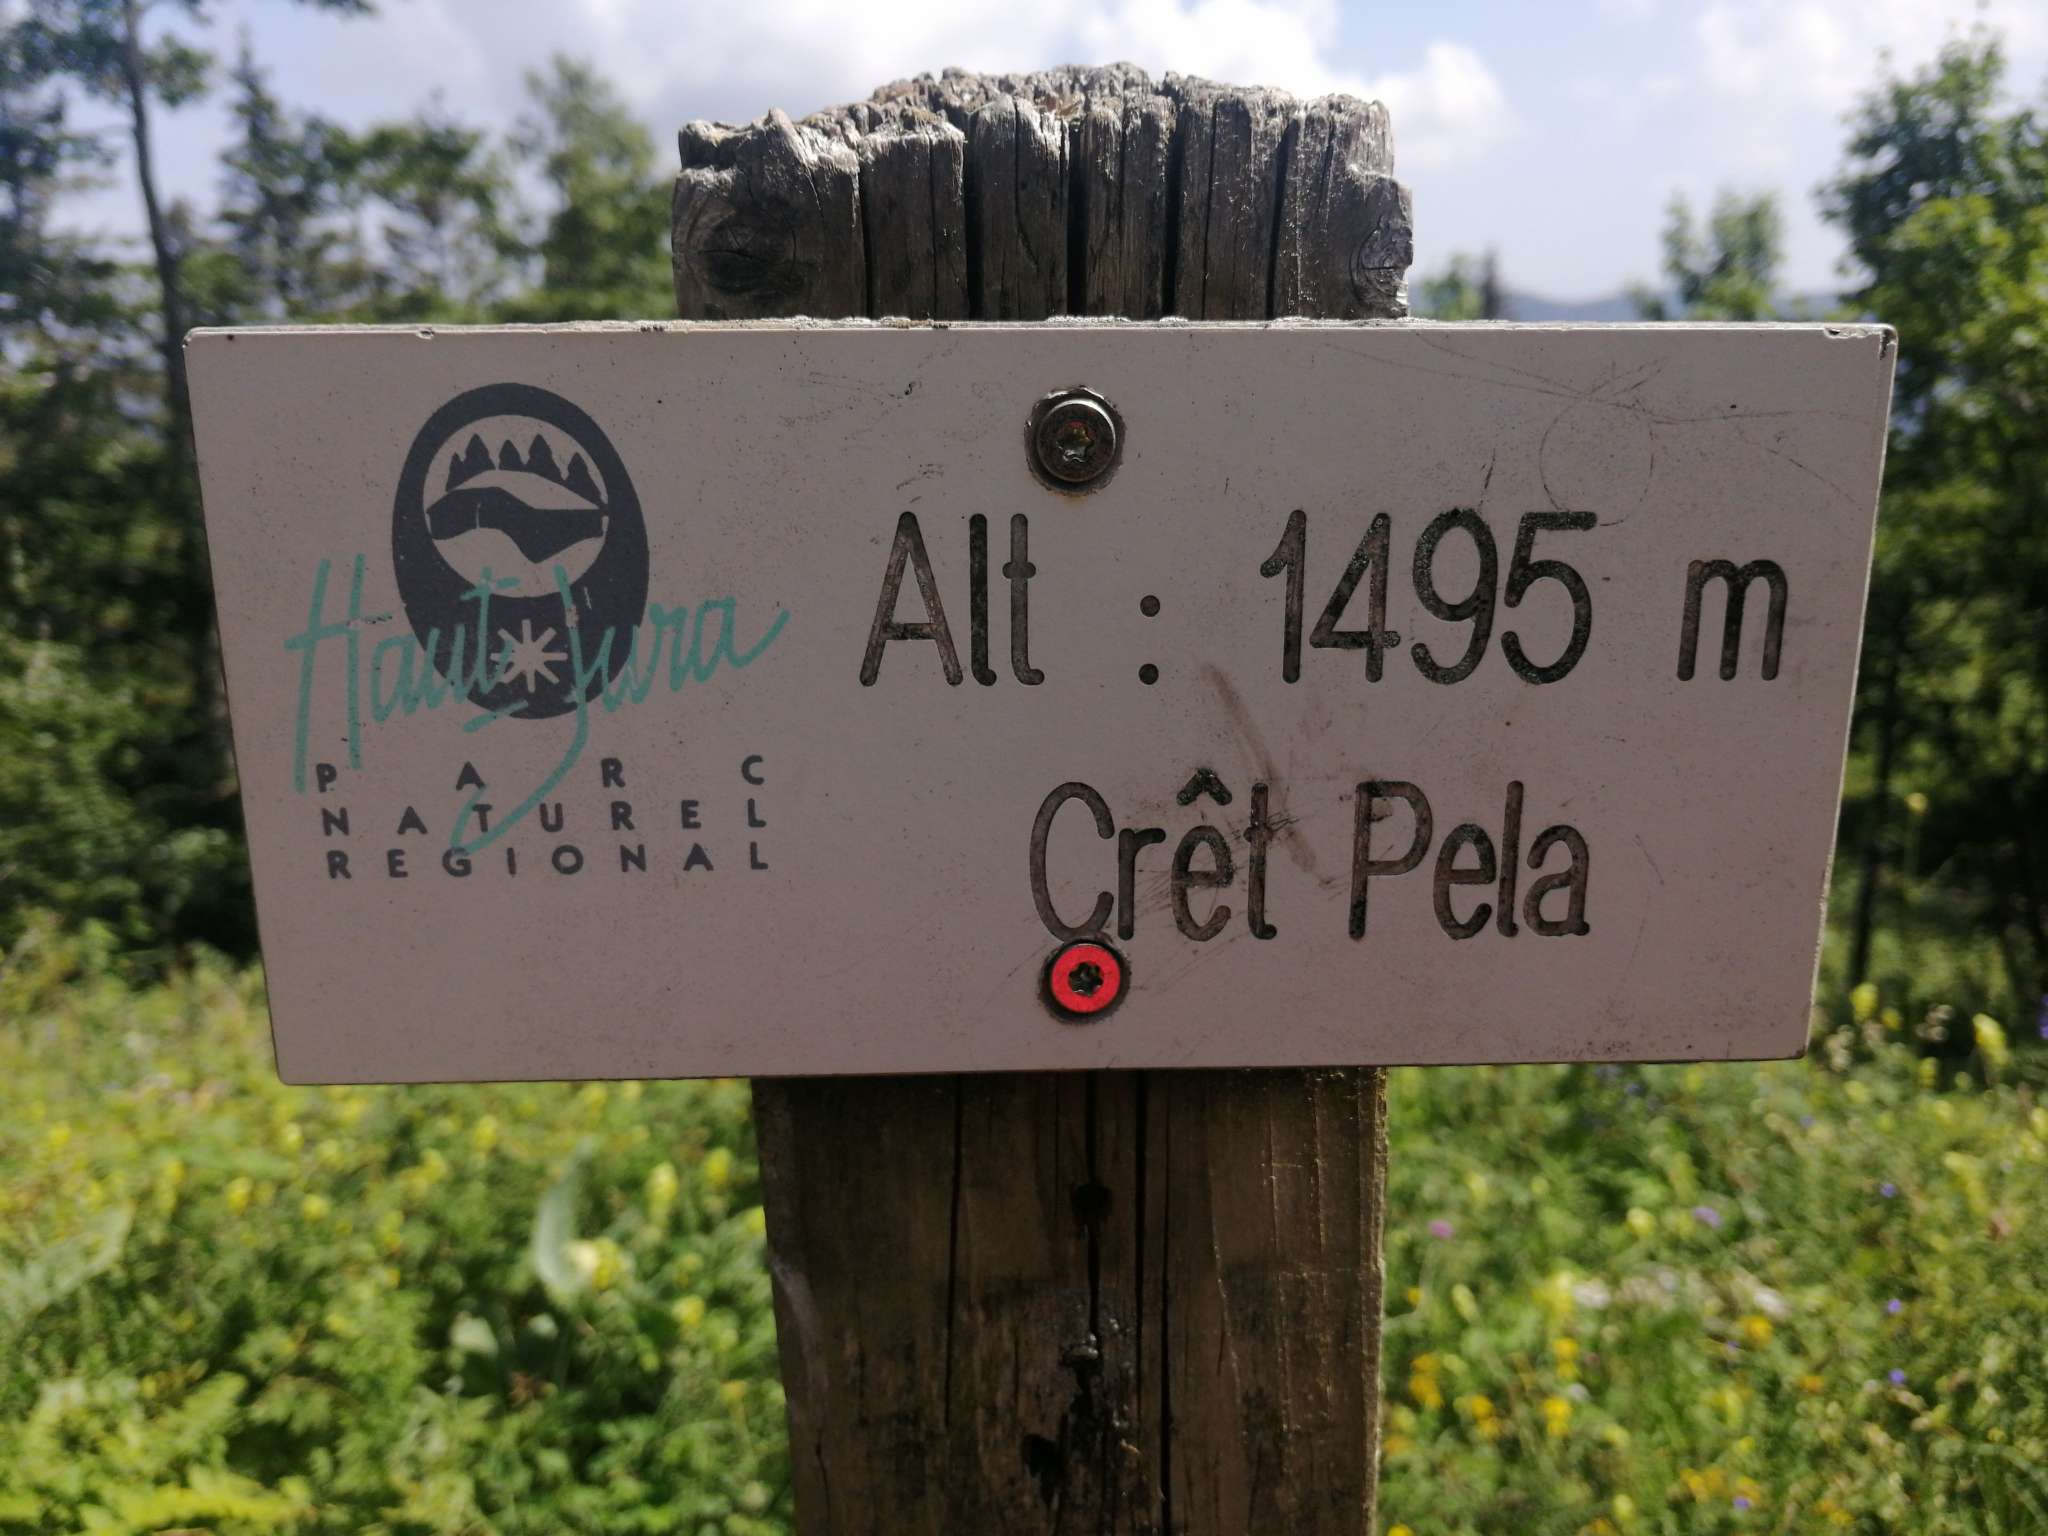 Haut-Jura
PARC
NATUREL
REGIONAL
Alt : 1495 m
Crêt Pela